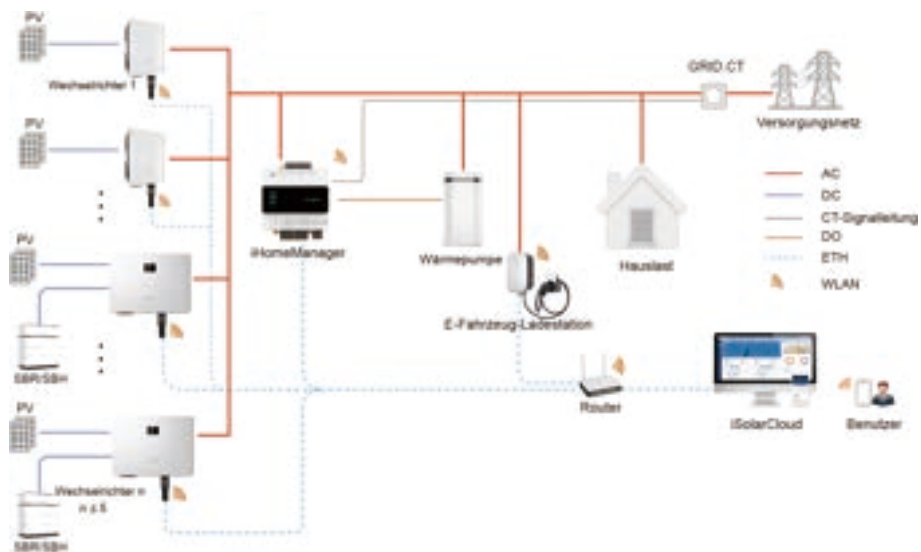 PV
Wechselrichter 1
PV
PV
SBR/SBH
PV
Wechselrichter n
n ≤ 5
SBR/SBH
iHomeManager
Wärmepumpe
E-Fahrzeug-Ladestation
Hauslast
GRID CT
Versorgungsnetz
AC
DC
CT-Signalleitung
DO
ETH
WLAN
Router
iSolarCloud
Benutzer